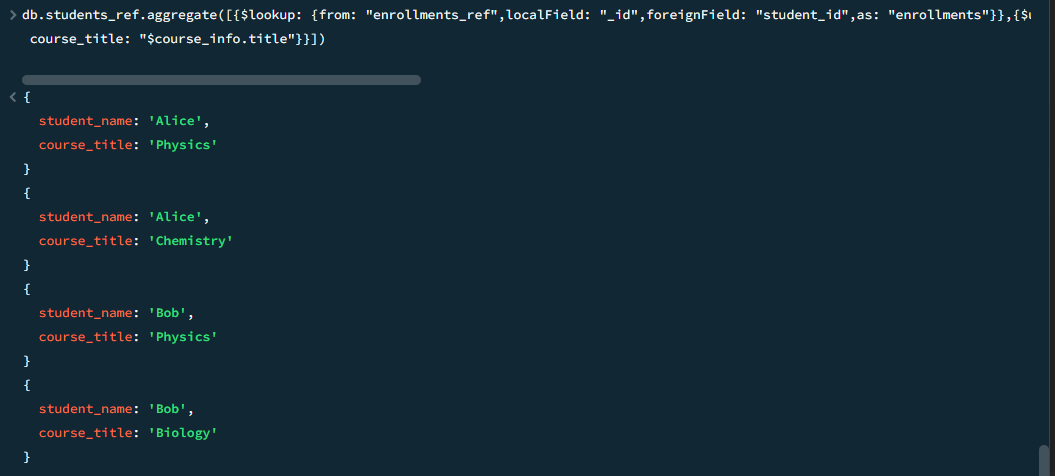 db.students_ref.aggregate([{$lookup: {from: "enrollments_ref",localField: "_id",foreignField: "student_id",as: "enrollments"}},{
course_title: "$course_info.title"}}])
{
student_name: 'Alice',
course_title: 'Physics'
}
{
student_name: 'Alice',
course_title: 'Chemistry'
}
{
student_name: 'Bob',
course_title: 'Physics'
}
{
student_name: 'Bob',
course_title: 'Biology'
}